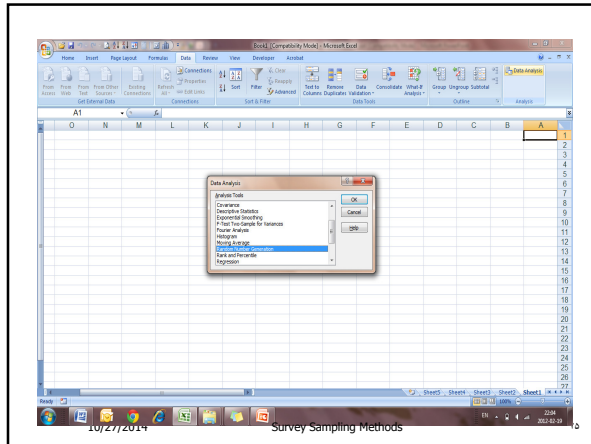 Book1 [Compatibility Mode] - Microsoft Excel
Home Insert Page Layout Formulas Data Review View Developer Acrobat
From Access From Web From Text From Other Sources Existing Connections Refresh All Connections Properties Edit Links Sort Filter Clear Reapply Advanced Text to Columns Remove Duplicates Data Validation Consolidate What-If Analysis Group Ungroup Subtotal Data Analysis
Get External Data Connections Sort & Filter Data Tools Outline Analysis
A1 fx
O N M L K J I H G F E D C B A
1
2
3
4
5
6
7
8
9
10
11
12
13
14
15
16
17
18
19
20
21
22
23
24
25
26
27
Data Analysis
Analysis Tools
Covariance
Descriptive Statistics
Exponential Smoothing
F-Test Two-Sample for Variances
Fourier Analysis
Histogram
Moving Average
Random Number Generation
Rank and Percentile
Regression
OK
Cancel
Help
Sheet5 Sheet4 Sheet3 Sheet2 Sheet1
Ready 100%
EN 22:04
2012-02-19
10/27/2014 Survey Sampling Methods